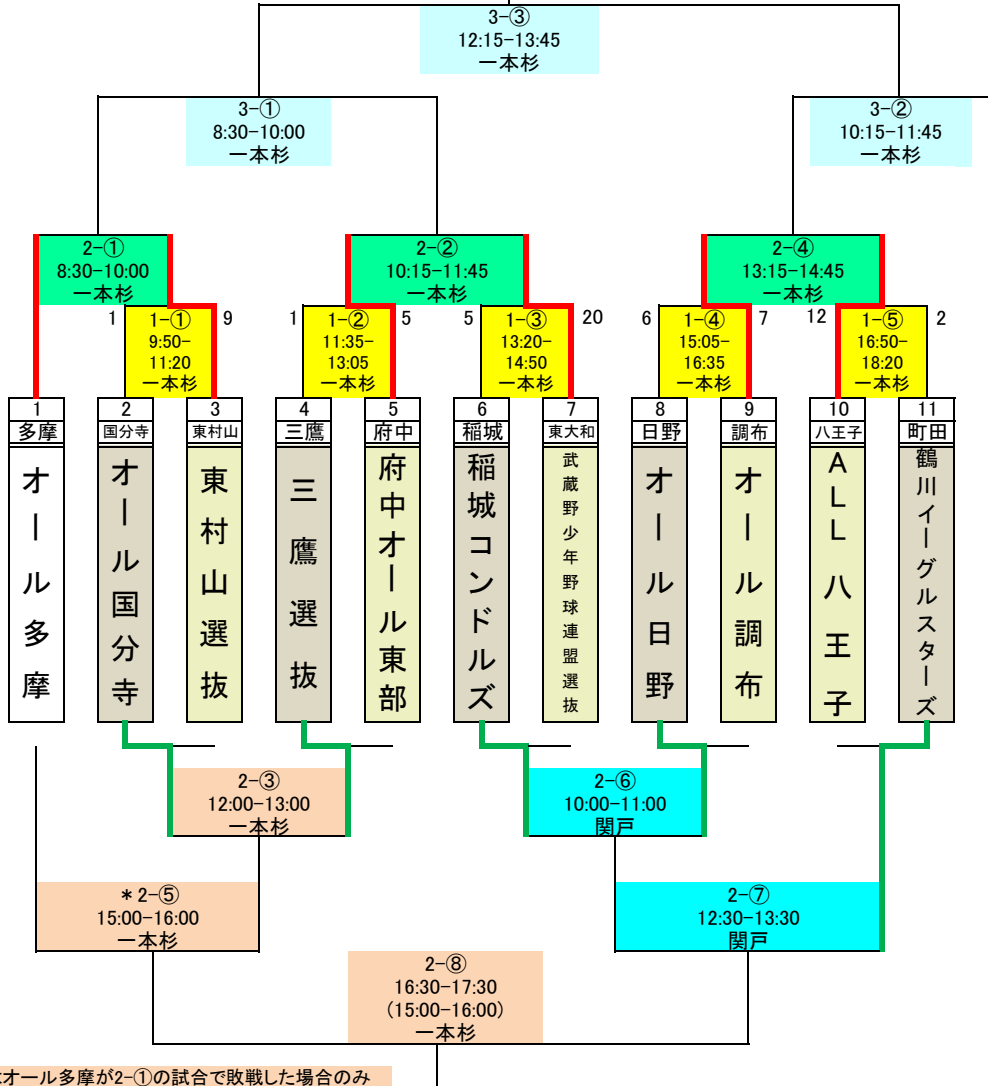 3-③
12:15-13:45
一本杉
3-①
8:30-10:00
一本杉
3-②
10:15-11:45
一本杉
2-①
8:30-10:00
一本杉
2-②
10:15-11:45
一本杉
2-④
13:15-14:45
一本杉
1
1-①
9:50-
11:20
一本杉
9
1
1-②
11:35-
13:05
一本杉
5
5
1-③
13:20-
14:50
一本杉
20
6
1-④
15:05-
16:35
一本杉
7
12
1-⑤
16:50-
18:20
一本杉
2
1
多摩
オール多摩
2
国分寺
オール国分寺
3
東村山
東村山選抜
4
三鷹
三鷹選抜
5
府中
府中オール東部
6
稲城
稲城コンドルズ
7
東大和
武蔵野少年野球連盟選抜
8
日野
オール日野
9
調布
オール調布
10
八王子
ALL八王子
11
町田
鶴川イーグルスターズ
2-③
12:00-13:00
一本杉
2-⑥
10:00-11:00
関戸
*2-⑤
15:00-16:00
一本杉
2-⑦
12:30-13:30
関戸
2-⑧
16:30-17:30
(15:00-16:00)
一本杉
オール多摩が2-①の試合で敗戦した場合のみ